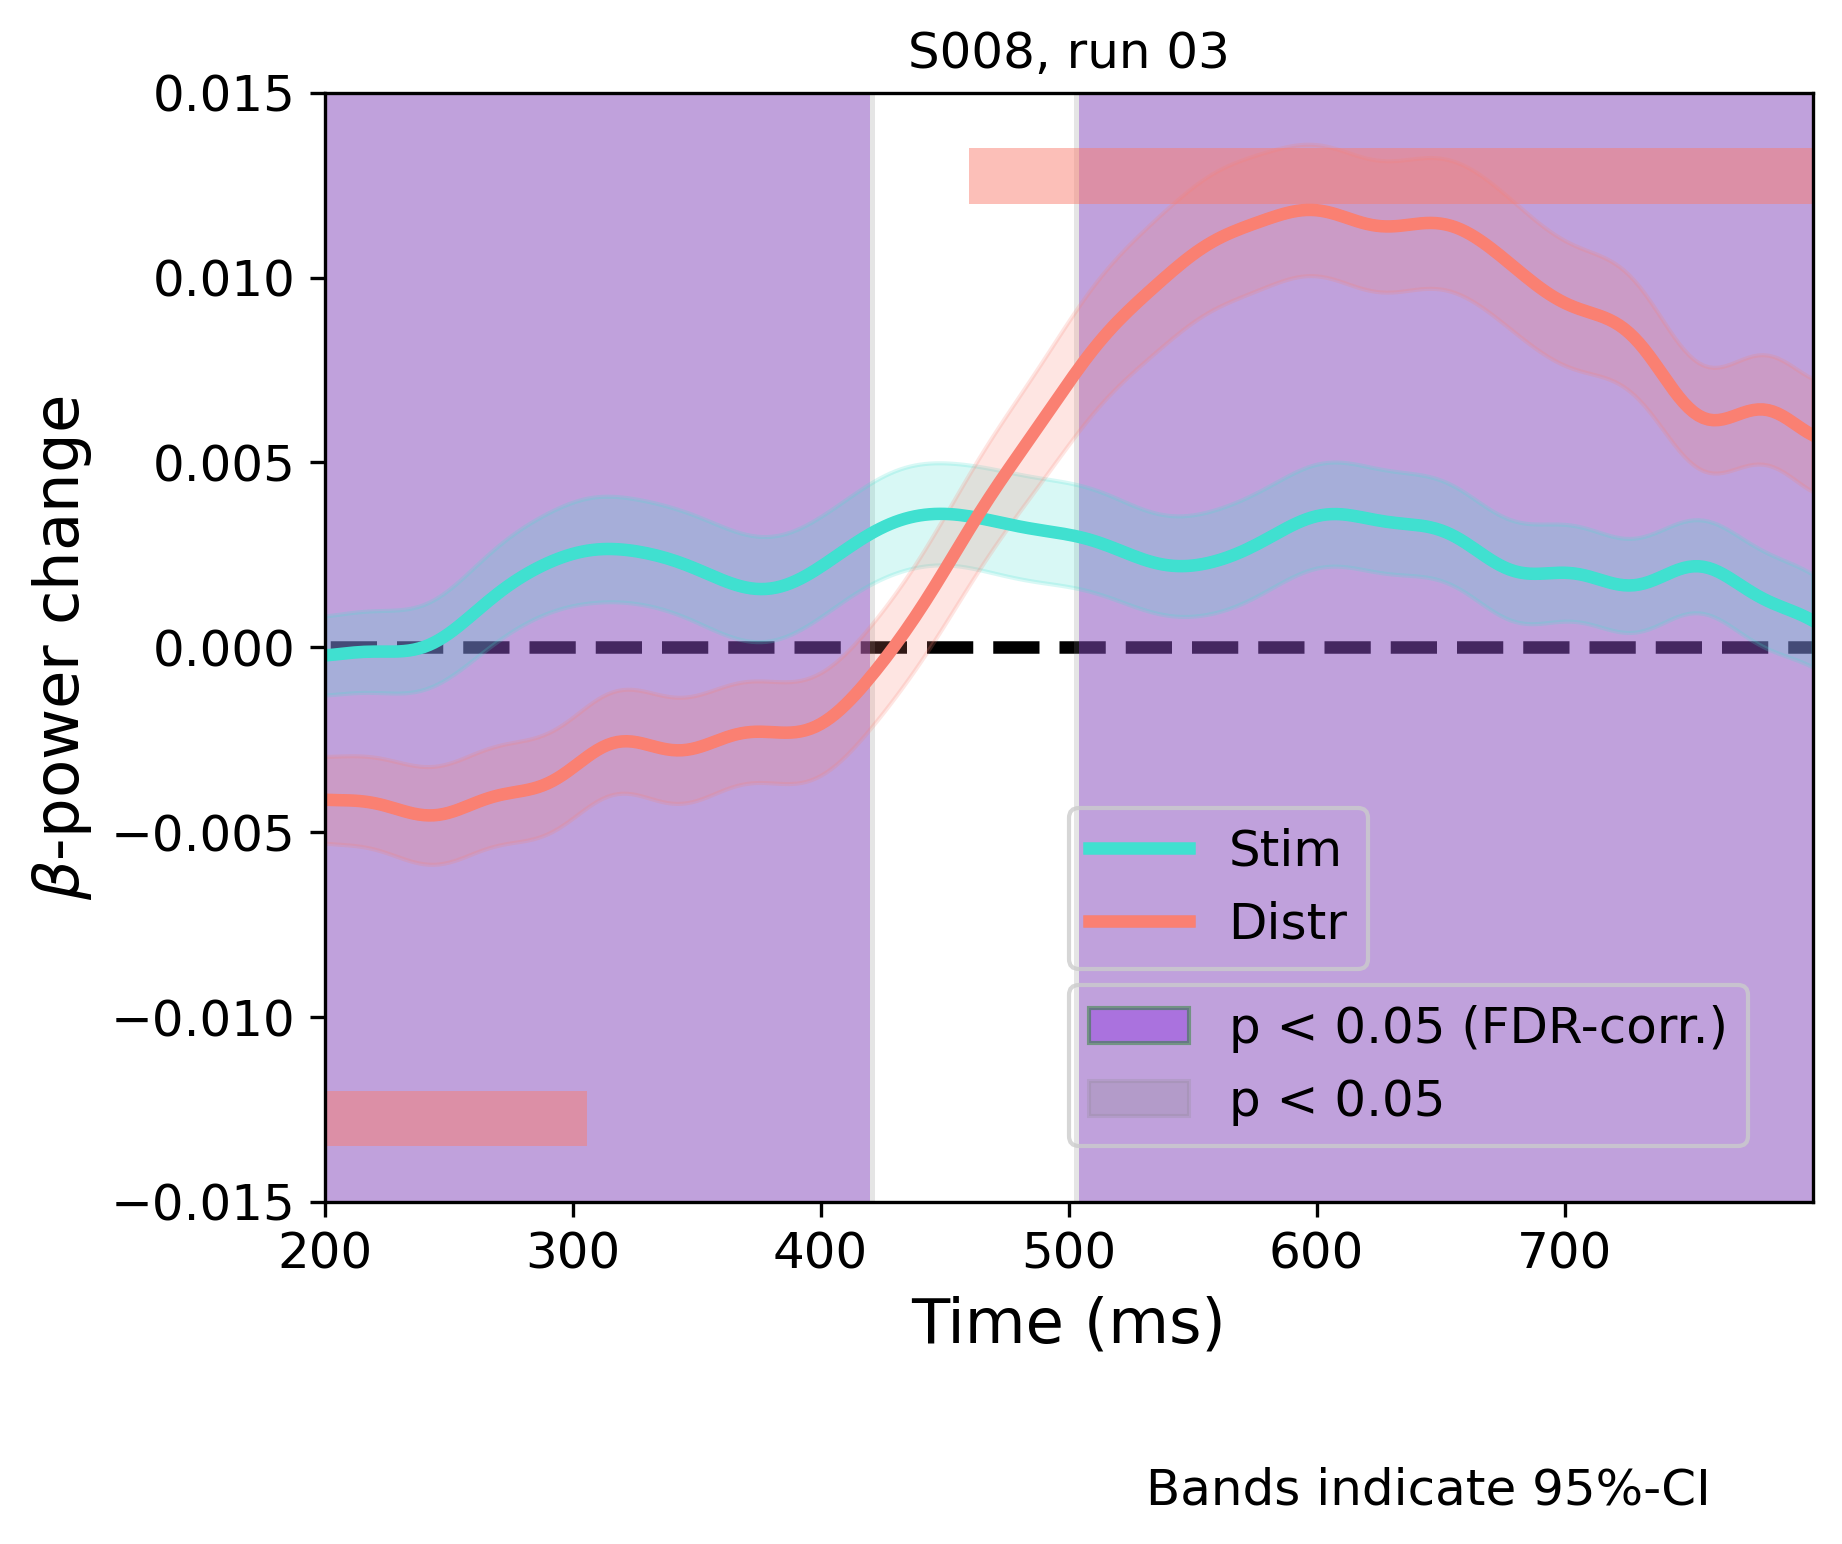 S008, run 03
0.015
0.010
0.005
0.000
−0.005
−0.010
−0.015
β-power change
Stim
Distr
p < 0.05 (FDR-corr.)
p < 0.05
200 300 400 500 600 700
Time (ms)
Bands indicate 95%-CI